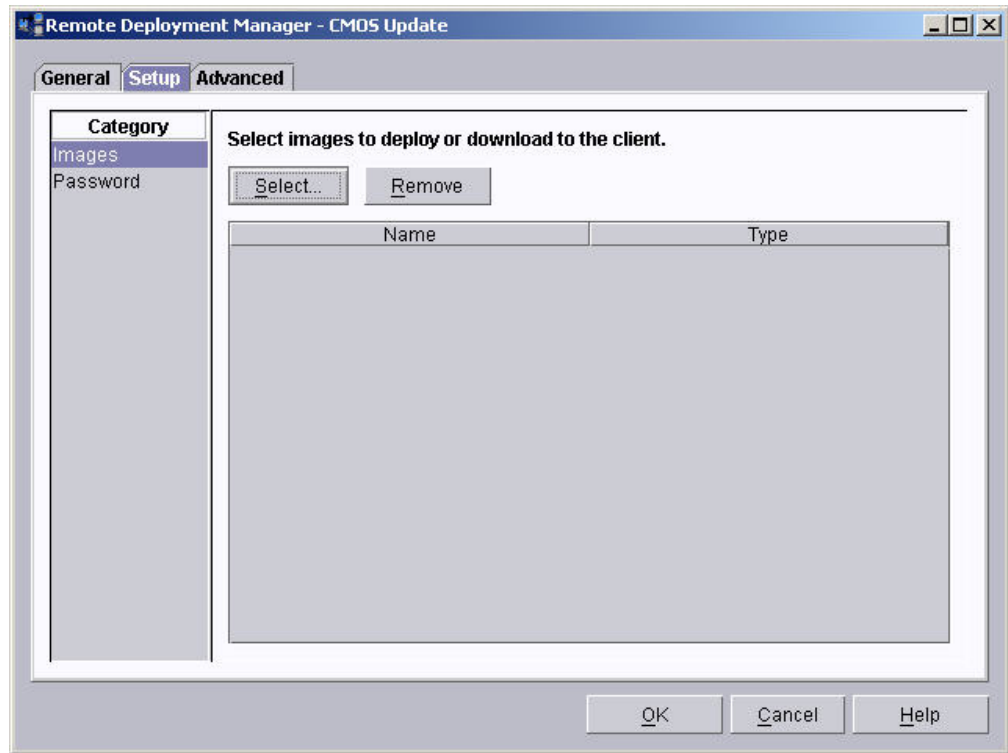 Remote Deployment Manager - CMOS Update
General Setup Advanced
Category
Images
Password
Select images to deploy or download to the client.
Select... Remove
Name Type
OK Cancel Help